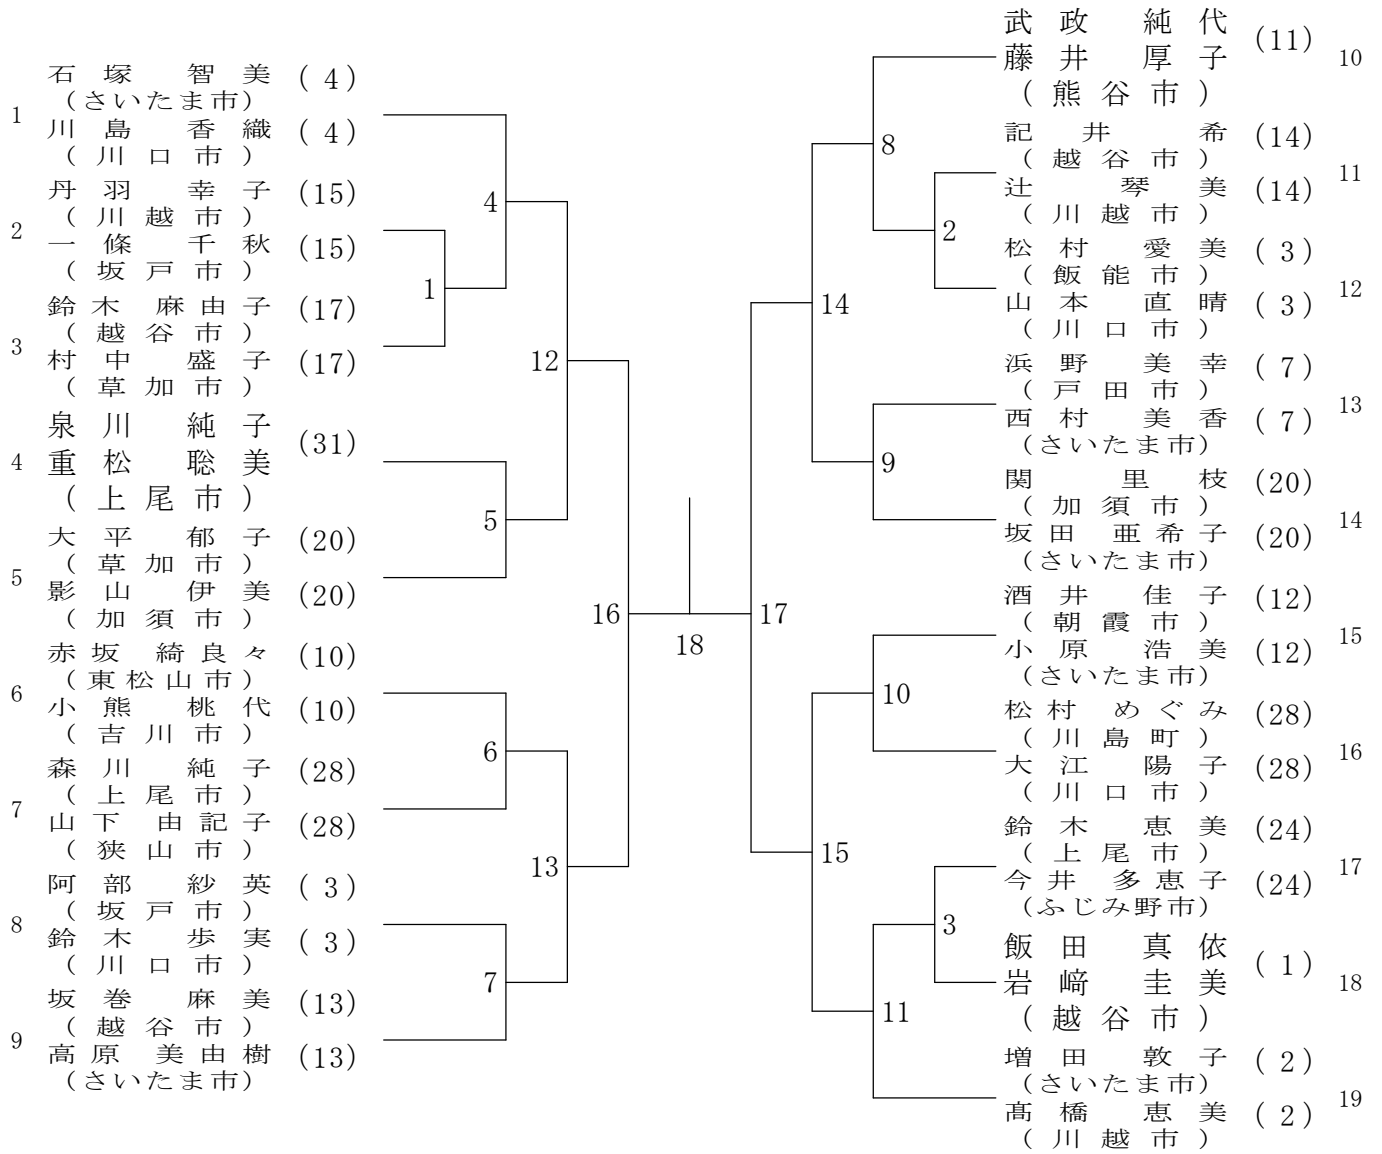 1
石塚 智美 (4)
(さいたま市)
川島 香織 (4)
(川口市)
2
丹羽 幸子 (15)
(川越市)
一條 千秋 (15)
(坂戸市)
3
鈴木 麻由子 (17)
(越谷市)
村中 盛子 (17)
(草加市)
4
泉川 純子
重松 聡美 (31)
(上尾市)
5
大平 郁子 (20)
(草加市)
影山 伊美 (20)
(加須市)
6
赤坂 綺良々 (10)
(東松山市)
小熊 桃代 (10)
(吉川市)
7
森川 純子 (28)
(上尾市)
山下 由記子 (28)
(狭山市)
8
阿部 紗英 (3)
(坂戸市)
鈴木 歩実 (3)
(川口市)
9
坂巻 麻美 (13)
(越谷市)
高原 美由樹 (13)
(さいたま市)
1
4
5
6
7
12
13
16
18
17
14
15
8
2
9
10
3
11
武政 純代
藤井 厚子 (11)
(熊谷市)
10
記井 希 (14)
(越谷市)
辻 琴美 (14)
(川越市)
11
松村 愛美 (3)
(飯能市)
山本 直晴 (3)
(川口市)
12
浜野 美幸 (7)
(戸田市)
西村 美香 (7)
(さいたま市)
13
関 里枝 (20)
(加須市)
坂田 亜希子 (20)
(さいたま市)
14
酒井 佳子 (12)
(朝霞市)
小原 浩美 (12)
(さいたま市)
15
松村 めぐみ (28)
(川島町)
大江 陽子 (28)
(川口市)
16
鈴木 恵美 (24)
(上尾市)
今井 多恵子 (24)
(ふじみ野市)
17
飯田 真依
岩﨑 圭美 (1)
(越谷市)
18
増田 敦子 (2)
(さいたま市)
髙橋 恵美 (2)
(川越市)
19